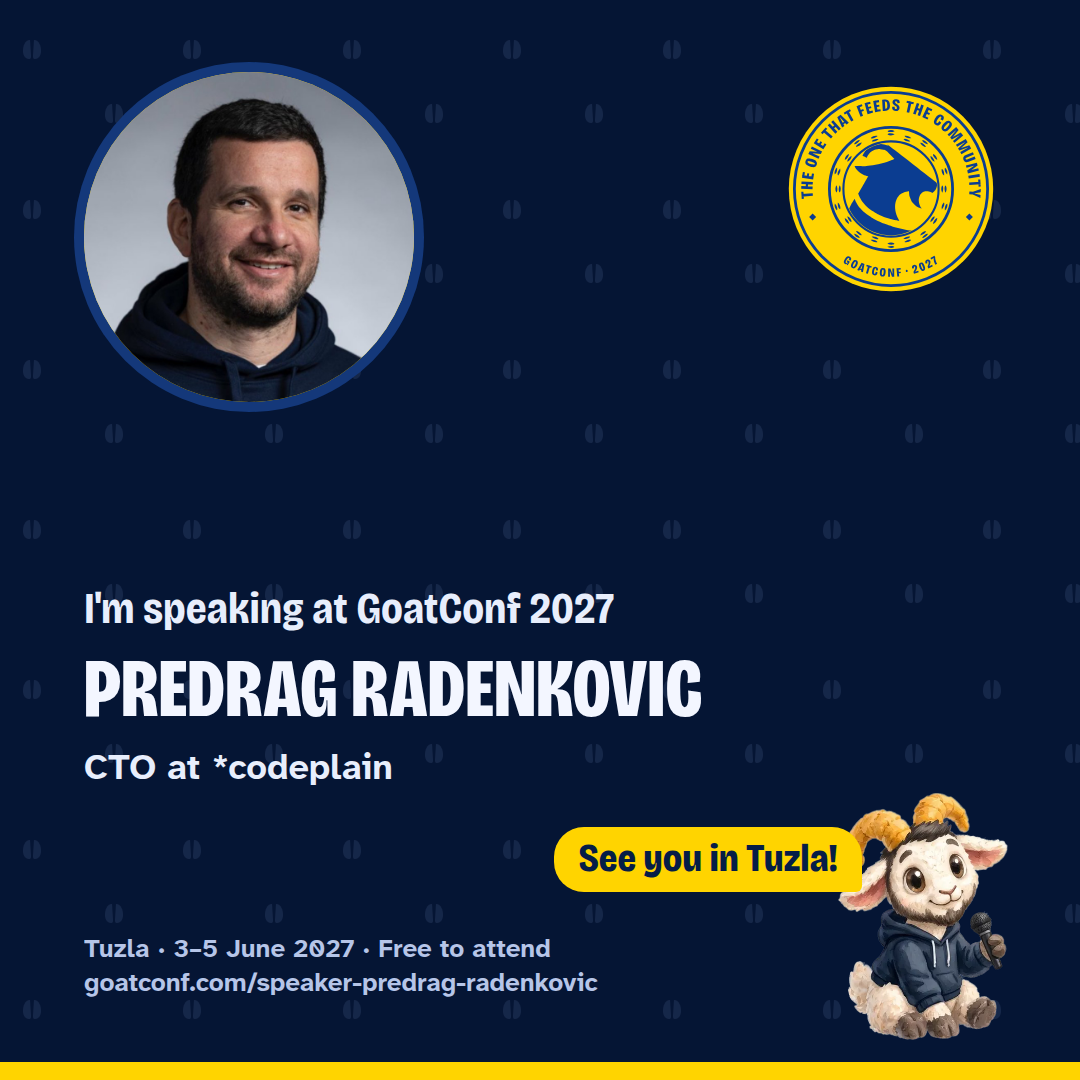 THE ONE THAT FEEDS THE COMMUNITY
GOATCONF · 2027
I'm speaking at GoatConf 2027
PREDRAG RADENKOVIC
CTO at *codeplain
See you in Tuzla!
Tuzla · 3–5 June 2027 · Free to attend
goatconf.com/speaker-predrag-radenkovic